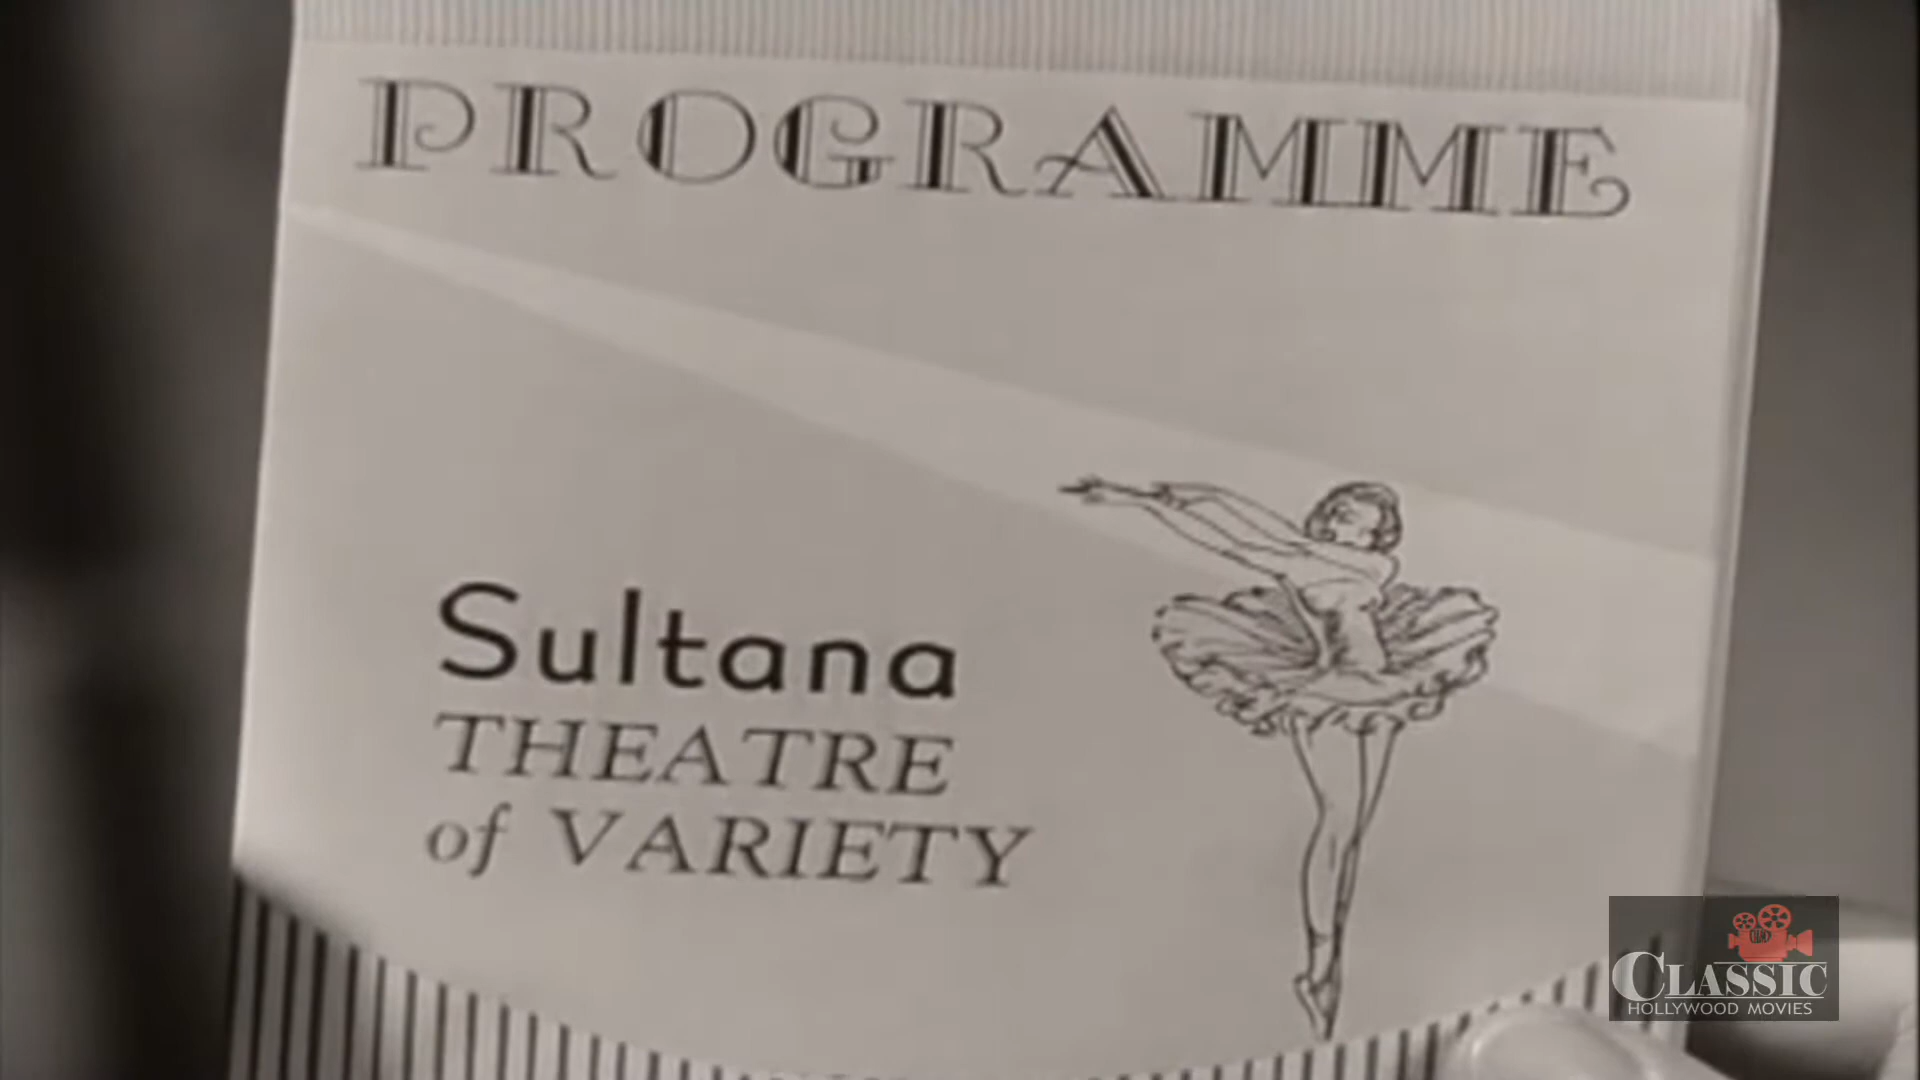 PROGRAMME
Sultana
THEATRE
of VARIETY
CLASSIC
HOLLYWOOD MOVIES